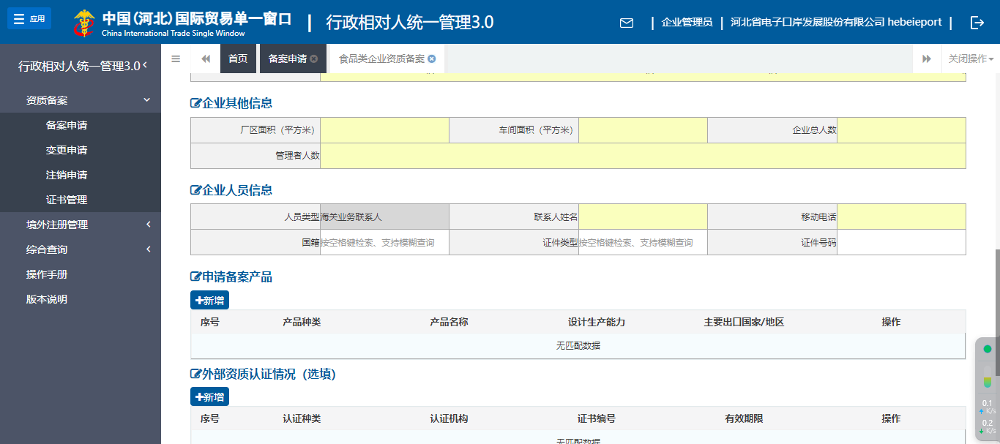 应用
中国(河北)国际贸易单一窗口
China International Trade Single Window
行政相对人统一管理3.0
企业管理员
河北省电子口岸发展股份有限公司 hebeieport
行政相对人统一管理3.0
首页
备案申请
食品类企业资质备案
关闭操作
资质备案
备案申请
变更申请
注销申请
证书管理
境外注册管理
综合查询
操作手册
版本说明
企业其他信息
厂区面积（平方米）
车间面积（平方米）
企业总人数
管理者人数
企业人员信息
人员类型 海关业务联系人
联系人姓名
移动电话
国籍 按空格键检索、支持模糊查询
证件类型 按空格键检索、支持模糊查询
证件号码
申请备案产品
新增
序号 产品种类 产品名称 设计生产能力 主要出口国家/地区 操作
无匹配数据
外部资质认证情况（选填）
新增
序号 认证种类 认证机构 证书编号 有效期限 操作
无匹配数据
0.1
K/s
0.2
K/s